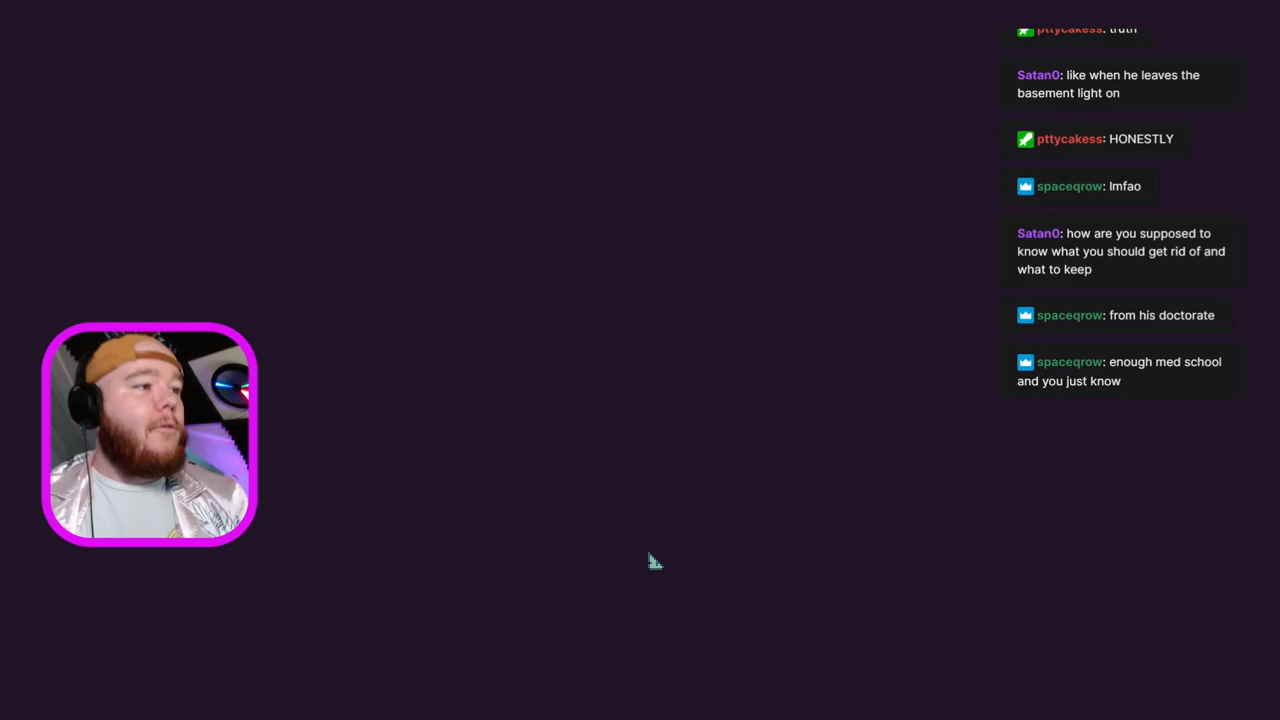 pttycakess: truth
Satan0: like when he leaves the
basement light on
pttycakess: HONESTLY
spaceqrow: lmfao
Satan0: how are you supposed to
know what you should get rid of and
what to keep
spaceqrow: from his doctorate
spaceqrow: enough med school
and you just know